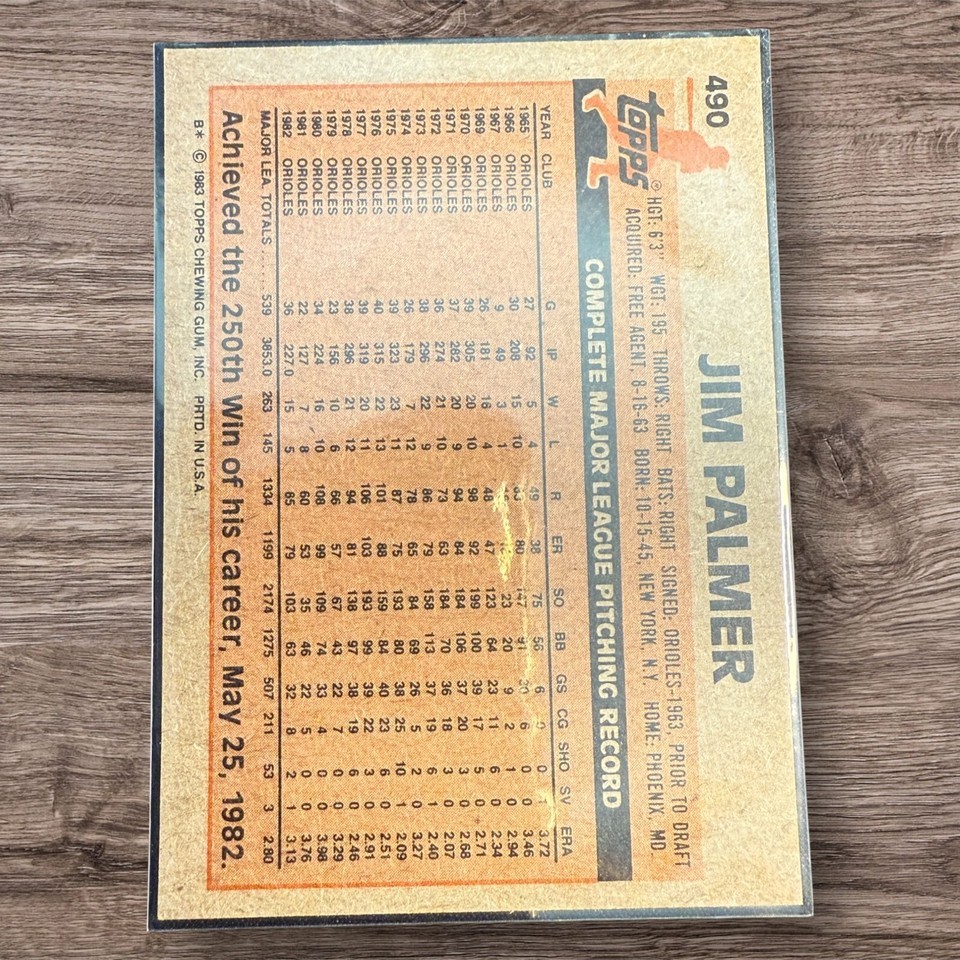 490
JIM PALMER
Topps®
HGT: 6'3" WGT: 195 THROWS: RIGHT BATS: RIGHT SIGNED: ORIOLES-1963, PRIOR TO DRAFT
ACQUIRED: FREE AGENT, 8-16-63 BORN: 10-15-45, NEW YORK, N.Y. HOME: PHOENIX, MD.
COMPLETE MAJOR LEAGUE PITCHING RECORD
YEAR CLUB G IP W L R ER SO BB GS CG SHO SV ERA
1965 ORIOLES 27 92 5 4 49 38 75 56 6 0 0 1 3.72
1966 ORIOLES 30 208 15 10 83 80 147 91 30 6 0 0 3.46
1967 ORIOLES 9 49 3 1 23 20 9 2 1 0 2.94
1969 ORIOLES 26 181 16 4 48 47 123 64 23 11 6 0 2.34
1970 ORIOLES 39 305 20 10 98 92 199 100 39 17 5 0 2.71
1971 ORIOLES 37 282 20 9 94 84 184 106 37 20 3 0 2.68
1972 ORIOLES 36 274 21 10 73 63 184 70 36 18 3 0 2.07
1973 ORIOLES 38 296 22 9 86 79 158 113 37 19 6 1 2.40
1974 ORIOLES 26 179 7 12 78 65 84 69 26 5 2 0 3.27
1975 ORIOLES 39 323 23 11 87 75 193 80 38 25 10 1 2.09
1976 ORIOLES 40 315 22 13 101 88 159 84 40 23 6 0 2.51
1977 ORIOLES 39 319 20 11 106 103 193 99 39 22 3 0 2.91
1978 ORIOLES 38 296 21 12 94 81 138 97 38 19 6 0 2.46
1979 ORIOLES 23 156 10 6 66 57 67 43 22 7 0 0 3.29
1980 ORIOLES 34 224 16 10 108 99 109 74 33 4 0 0 3.98
1981 ORIOLES 22 127 7 8 60 53 35 46 22 5 0 0 3.76
1982 ORIOLES 36 227.0 15 5 85 79 103 63 32 8 2 1 3.13
MAJOR LEA. TOTALS ..... 539 3853.0 263 145 1334 1199 2174 1275 507 211 53 3 2.80
Achieved the 250th Win of his career, May 25, 1982.
B* © 1983 TOPPS CHEWING GUM, INC. PRTD. IN U.S.A.